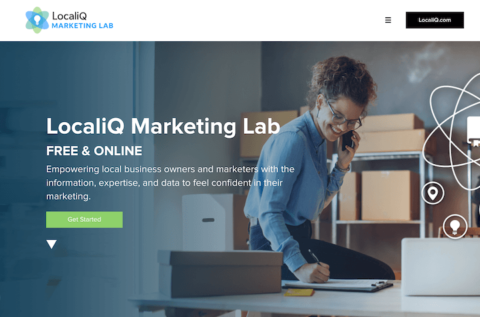 LocaliQ
MARKETING LAB
LocaliQ.com
LocaliQ Marketing Lab
FREE & ONLINE
Empowering local business owners and marketers with the
information, expertise, and data to feel confident in their
marketing.
Get Started